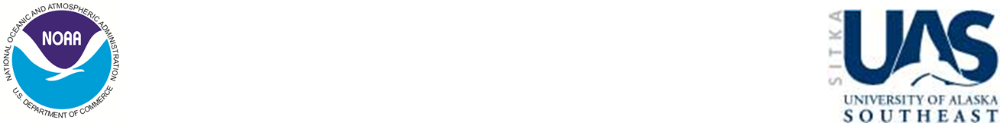 NATIONAL OCEANIC AND ATMOSPHERIC ADMINISTRATION
NOAA
U.S. DEPARTMENT OF COMMERCE
SITKA
UAS
UNIVERSITY OF ALASKA
SOUTHEAST